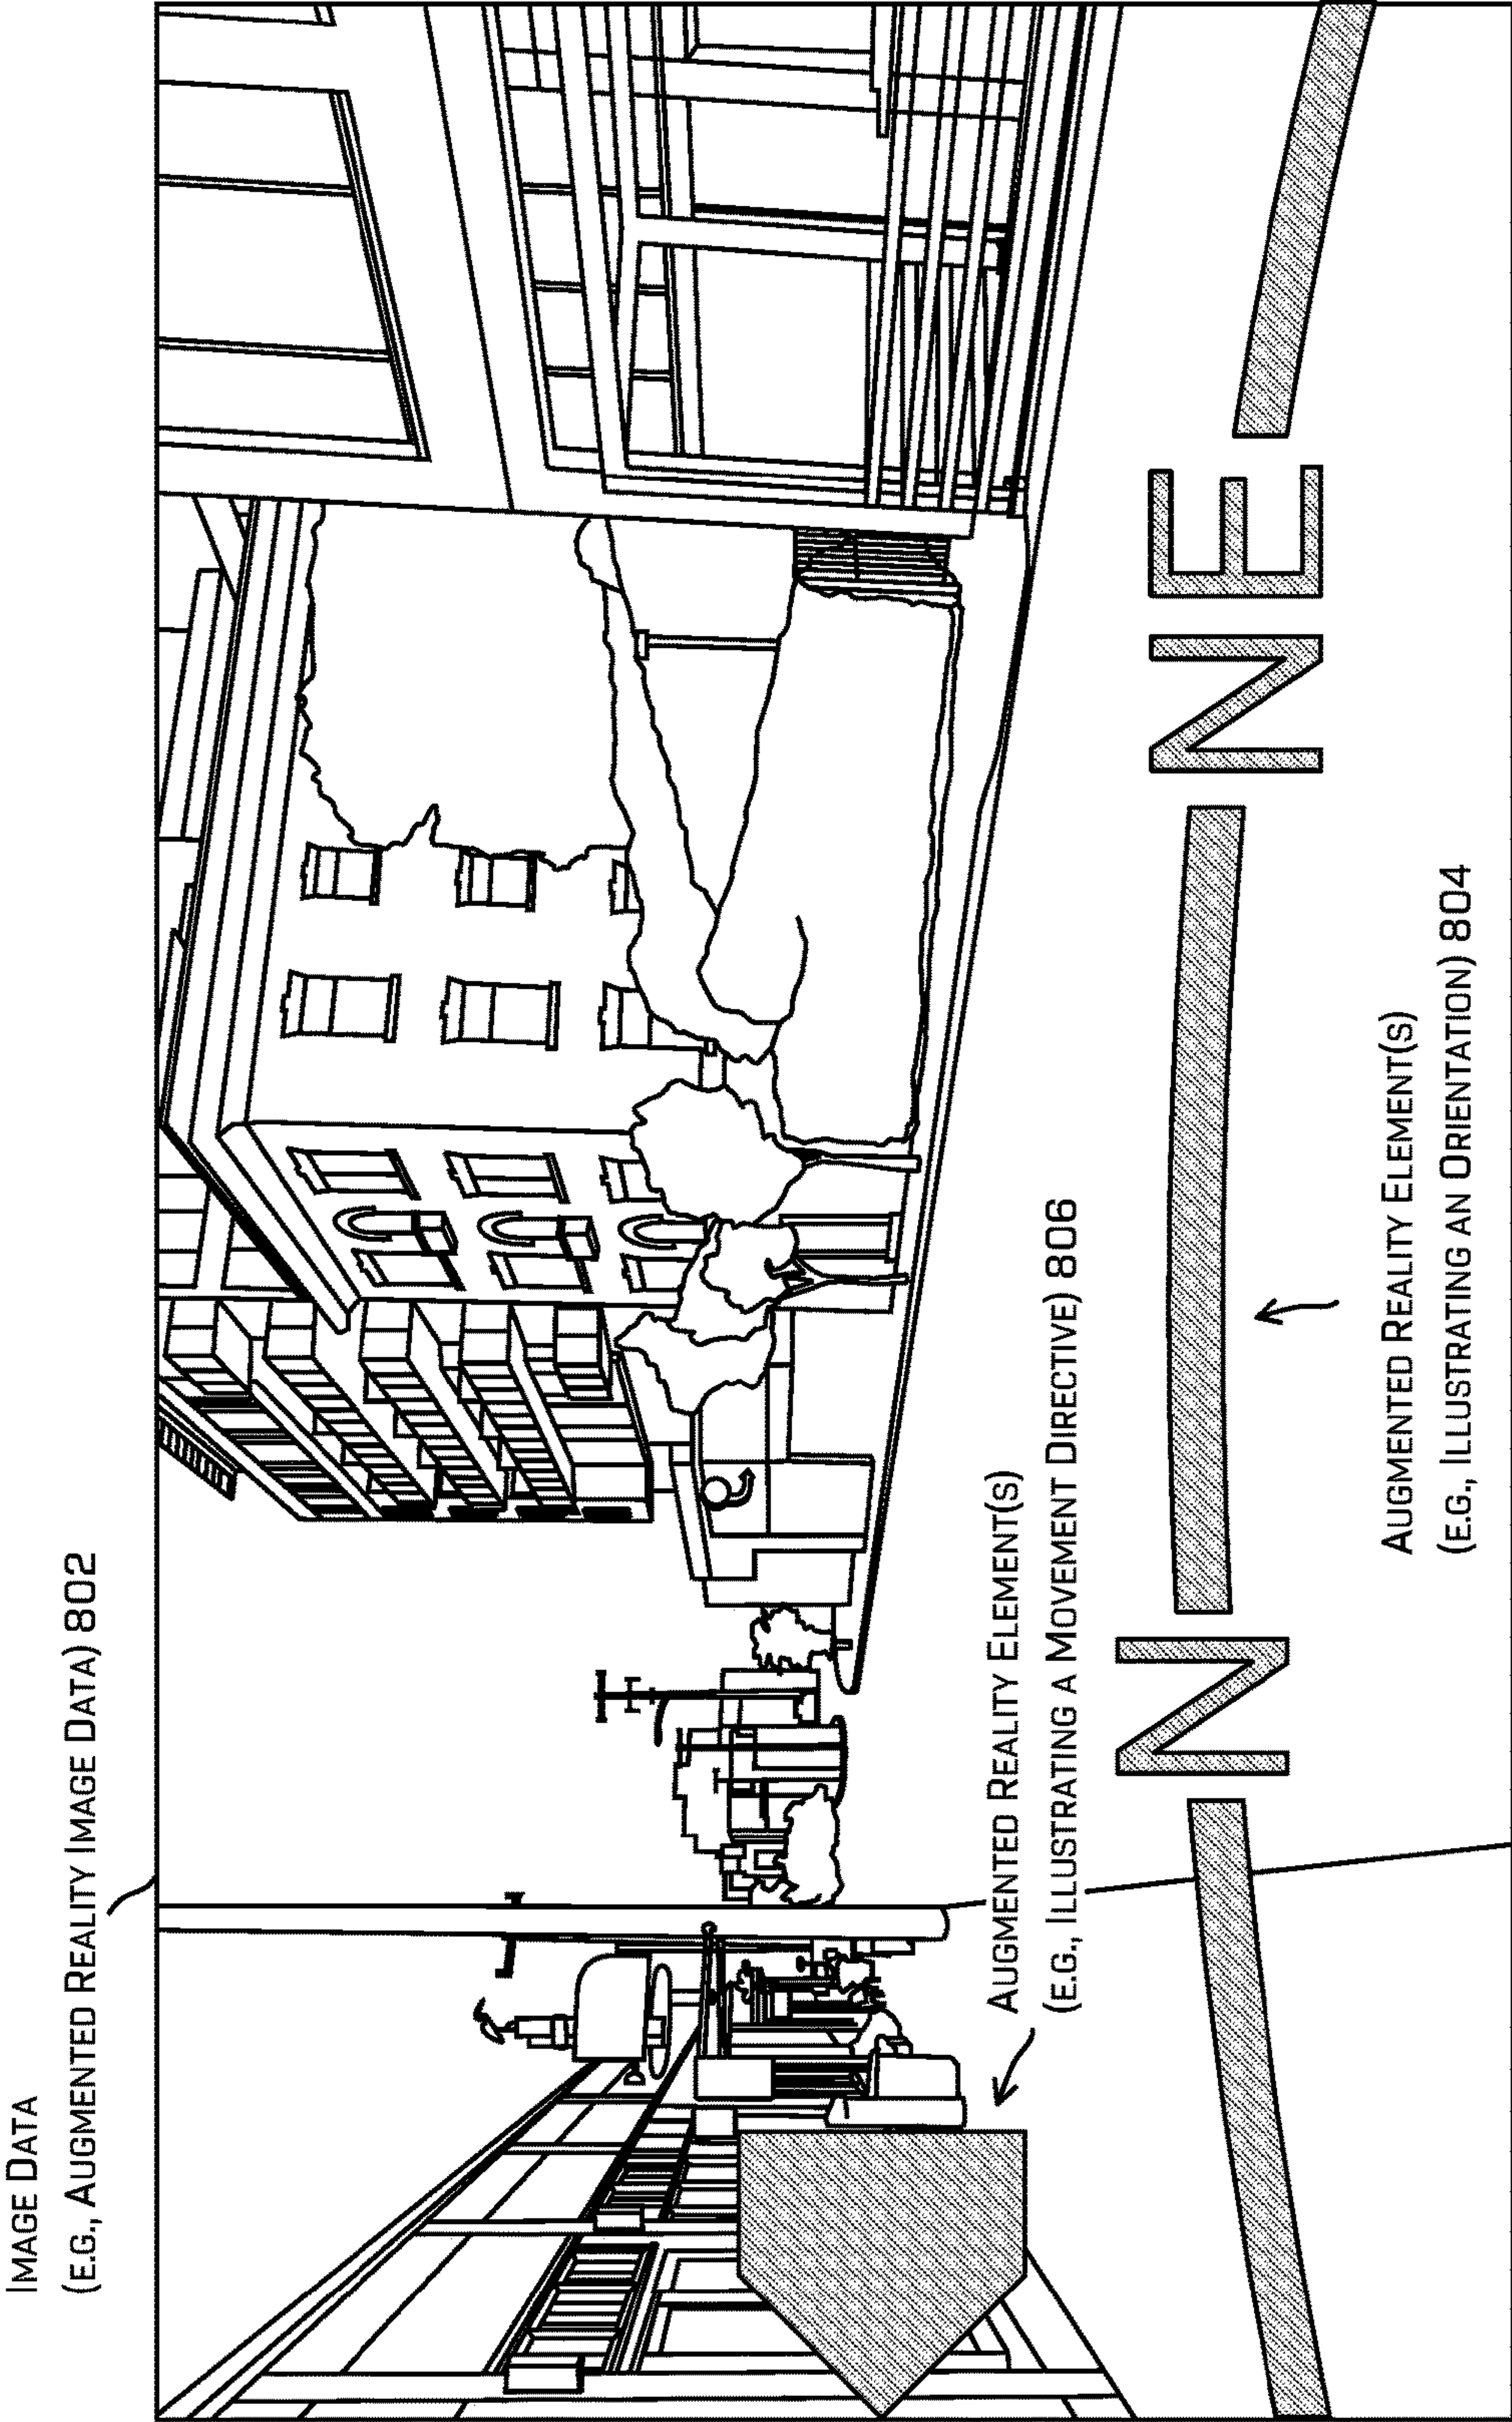 IMAGE DATA
(E.G., AUGMENTED REALITY IMAGE DATA) 802
AUGMENTED REALITY ELEMENT(S)
(E.G., ILLUSTRATING A MOVEMENT DIRECTIVE) 806
N NE
AUGMENTED REALITY ELEMENT(S)
(E.G., ILLUSTRATING AN ORIENTATION) 804